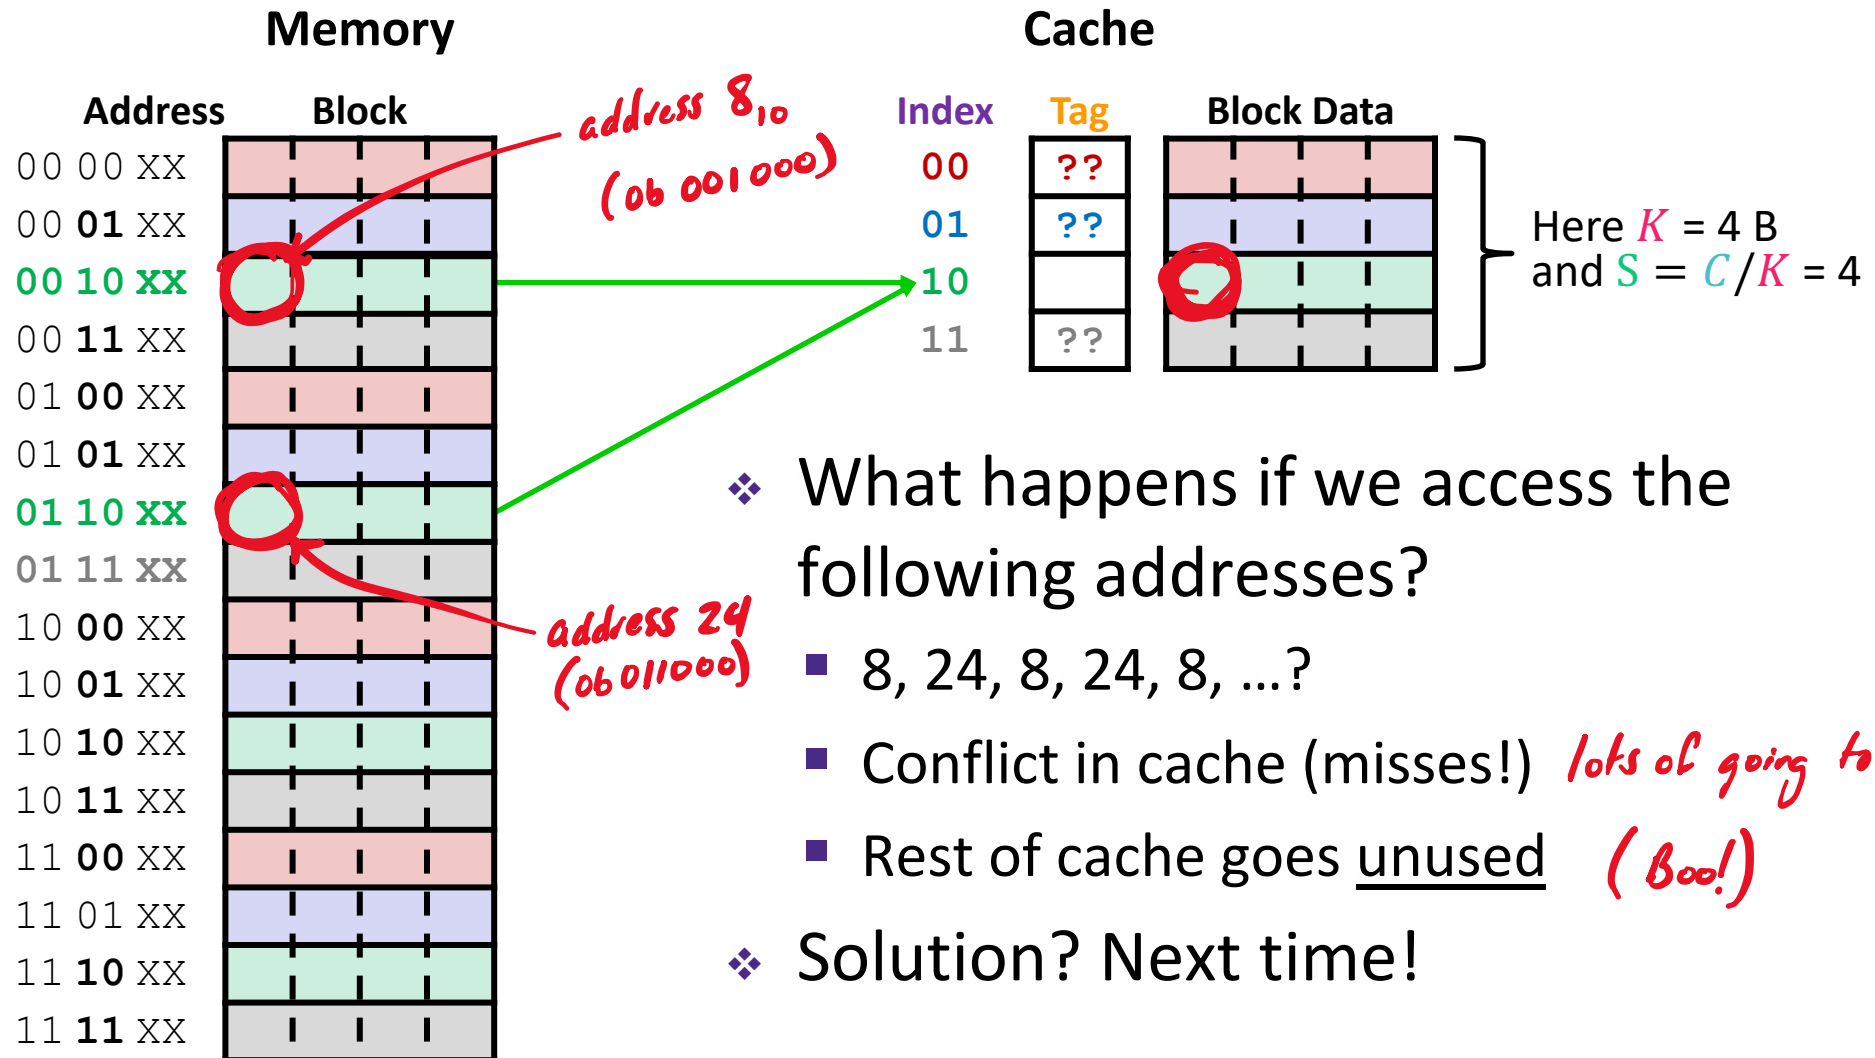 Memory
Cache
Address Block
address 8₁₀
(0b 001000)
Index Tag Block Data
00 00 XX
00 01 XX
00 10 XX
00 11 XX
01 00 XX
01 01 XX
01 10 XX
01 11 XX
10 00 XX
10 01 XX
10 10 XX
10 11 XX
11 00 XX
11 01 XX
11 10 XX
11 11 XX
00 ??
01 ??
10
11 ??
Here K = 4 B
and S = C/K = 4
address 24
(0b 011000)
❖ What happens if we access the
following addresses?
▪ 8, 24, 8, 24, 8, …?
▪ Conflict in cache (misses!) lots of going to
▪ Rest of cache goes unused (Boo!)
❖ Solution? Next time!